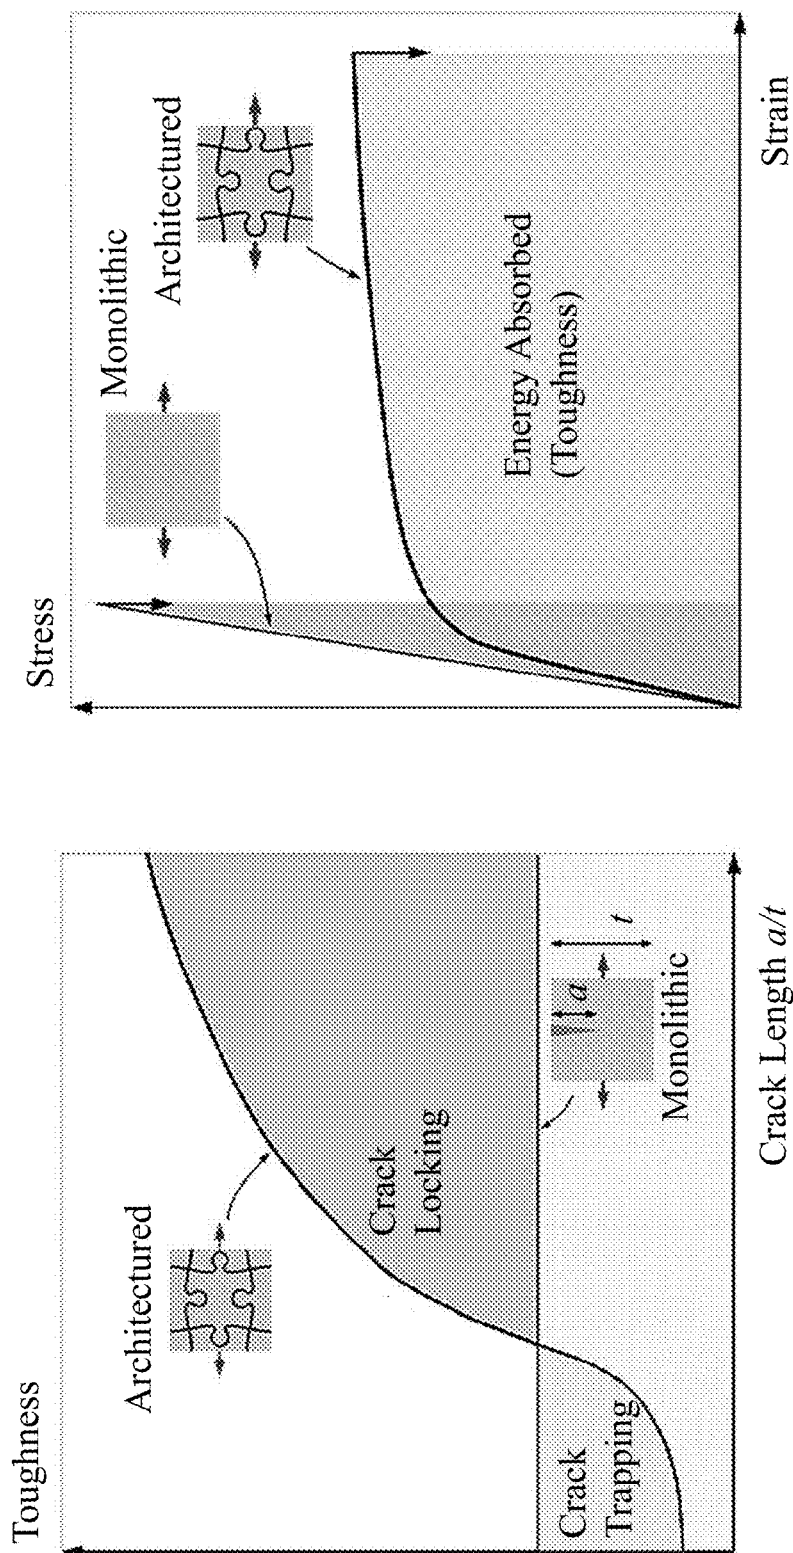 Toughness
Architectured
Crack
Locking
Crack
Trapping
a
t
Monolithic
Crack Length a/t
Stress
Monolithic
Architectured
Energy Absorbed
(Toughness)
Strain